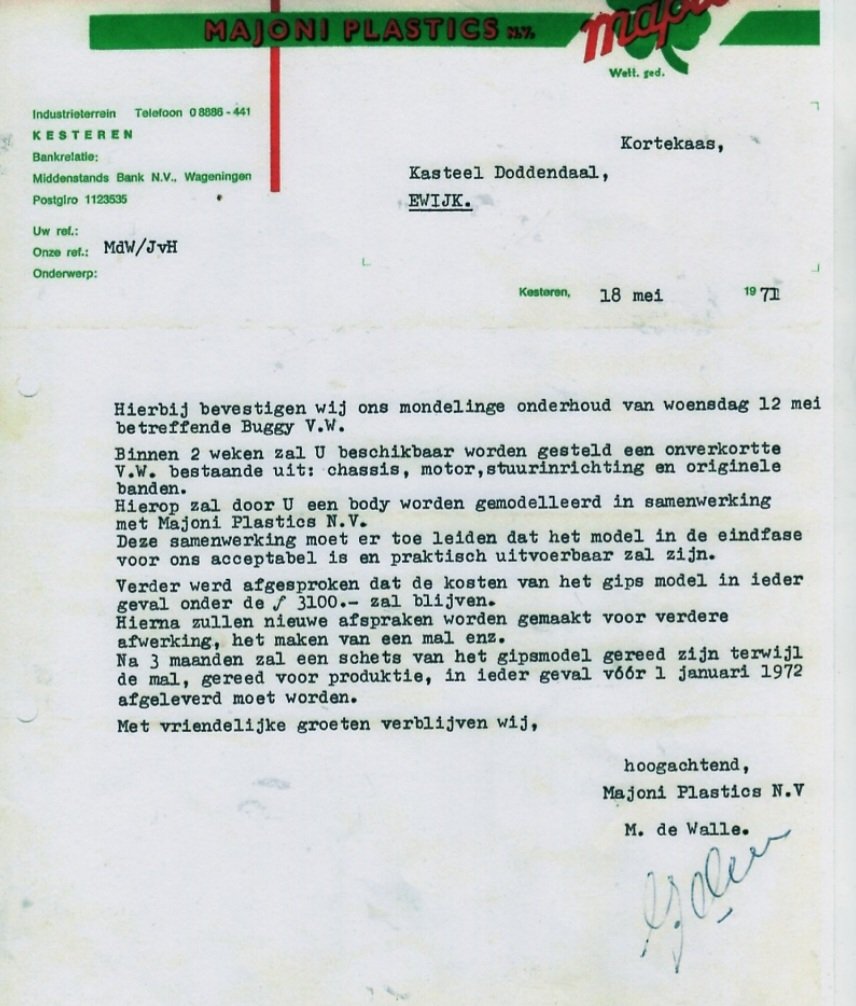 MAJONI PLASTICS N.V.
Wett. ged.
Industrieterrein Telefoon 08886-441
KESTEREN
Bankrelatie:
Middenstands Bank N.V., Wageningen
Postgiro 1123535
Uw ref.:
Onze ref.: MdW/JvH
Onderwerp:
Kortekaas,
Kasteel Doddendaal,
EWIJK.
Kesteren, 18 mei 1971
Hierbij bevestigen wij ons mondelinge onderhoud van woensdag 12 mei
betreffende Buggy V.W.
Binnen 2 weken zal U beschikbaar worden gesteld een onverkortte
V.W. bestaande uit: chassis, motor,stuurinrichting en originele
banden.
Hierop zal door U een body worden gemodelleerd in samenwerking
met Majoni Plastics N.V.
Deze samenwerking moet er toe leiden dat het model in de eindfase
voor ons acceptabel is en praktisch uitvoerbaar zal zijn.
Verder werd afgesproken dat de kosten van het gips model in ieder
geval onder de ƒ 3100.- zal blijven.
Hierna zullen nieuwe afspraken worden gemaakt voor verdere
afwerking, het maken van een mal enz.
Na 3 maanden zal een schets van het gipsmodel gereed zijn terwijl
de mal, gereed voor produktie, in ieder geval vóór 1 januari 1972
afgeleverd moet worden.
Met vriendelijke groeten verblijven wij,
hoogachtend,
Majoni Plastics N.V
M. de Walle.